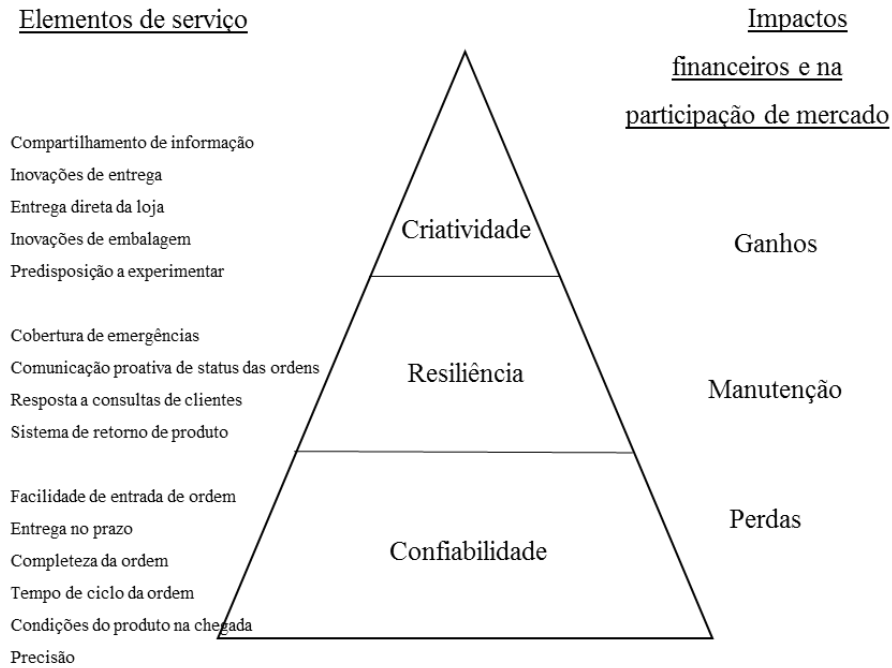 Elementos de serviço
Impactos
financeiros e na
participação de mercado
Compartilhamento de informação
Inovações de entrega
Entrega direta da loja
Inovações de embalagem
Predisposição a experimentar
Criatividade
Ganhos
Cobertura de emergências
Comunicação proativa de status das ordens
Resposta a consultas de clientes
Sistema de retorno de produto
Resiliência
Manutenção
Facilidade de entrada de ordem
Entrega no prazo
Completeza da ordem
Tempo de ciclo da ordem
Condições do produto na chegada
Precisão
Confiabilidade
Perdas